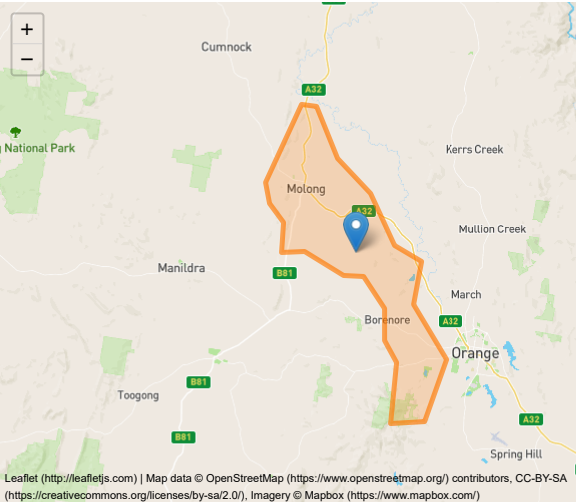 +
−
Cumnock
A32
g National Park
Kerrs Creek
Molong
A32
Mullion Creek
Manildra
B81
March
Borenore
A32
Orange
B81
Toogong
A32
B81
Spring Hill
Leaflet (http://leafletjs.com) | Map data © OpenStreetMap (https://www.openstreetmap.org/) contributors, CC-BY-SA
(https://creativecommons.org/licenses/by-sa/2.0/), Imagery © Mapbox (https://www.mapbox.com/)